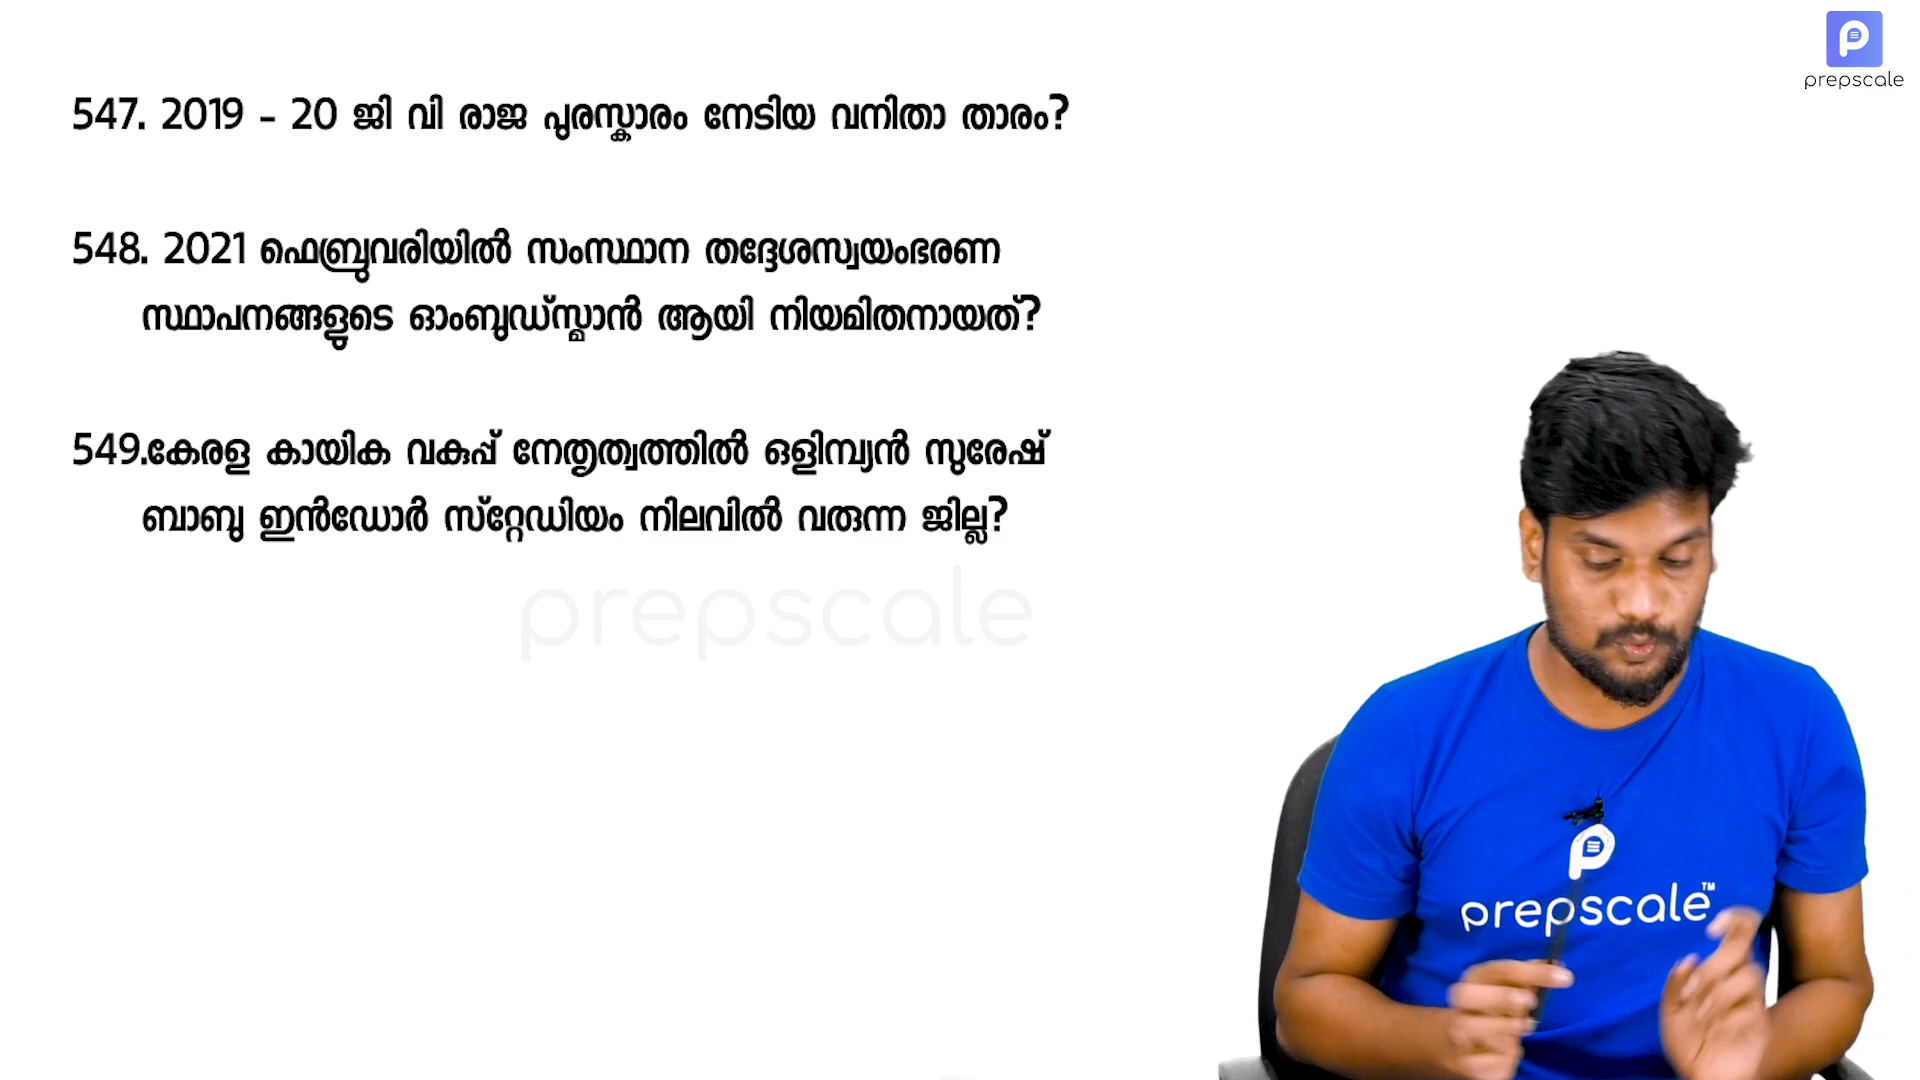 prepscale
547. 2019 - 20 ജി വി രാജ പുരസ്കാരം നേടിയ വനിതാ താരം?
548. 2021 ഫെബ്രുവരിയിൽ സംസ്ഥാന തദ്ദേശസ്വയംഭരണ
സ്ഥാപനങ്ങളുടെ ഓംബുഡ്സ്മാൻ ആയി നിയമിതനായത്?
549.കേരള കായിക വകുപ്പ് നേതൃത്വത്തിൽ ഒളിമ്പ്യൻ സുരേഷ്
ബാബു ഇൻഡോർ സ്റ്റേഡിയം നിലവിൽ വരുന്ന ജില്ല?
prepscale
prepscale™